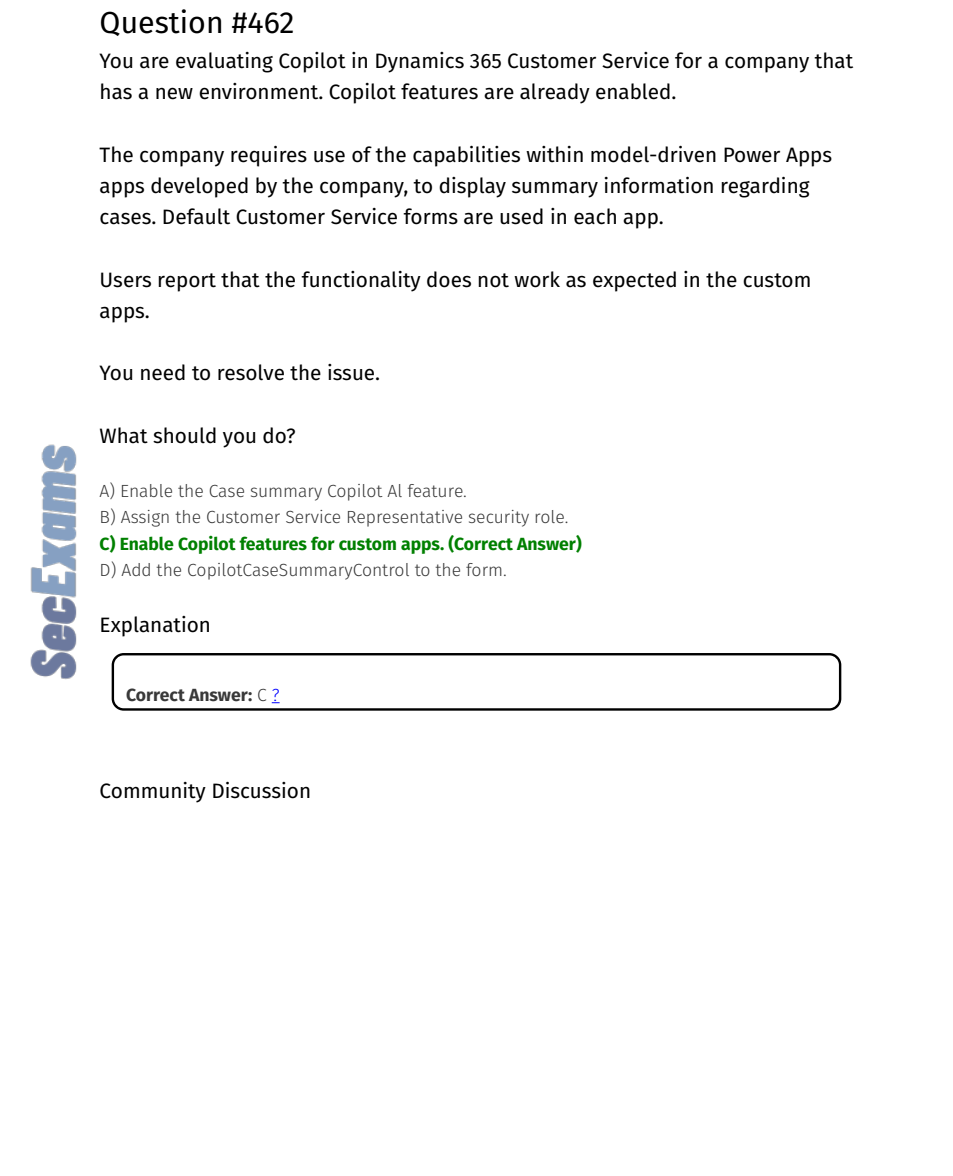 Question #462
You are evaluating Copilot in Dynamics 365 Customer Service for a company that
has a new environment. Copilot features are already enabled.
The company requires use of the capabilities within model-driven Power Apps
apps developed by the company, to display summary information regarding
cases. Default Customer Service forms are used in each app.
Users report that the functionality does not work as expected in the custom
apps.
You need to resolve the issue.
What should you do?
A) Enable the Case summary Copilot Al feature.
B) Assign the Customer Service Representative security role.
C) Enable Copilot features for custom apps. (Correct Answer)
D) Add the CopilotCaseSummaryControl to the form.
SecExams
Explanation
Correct Answer: C ?
Community Discussion